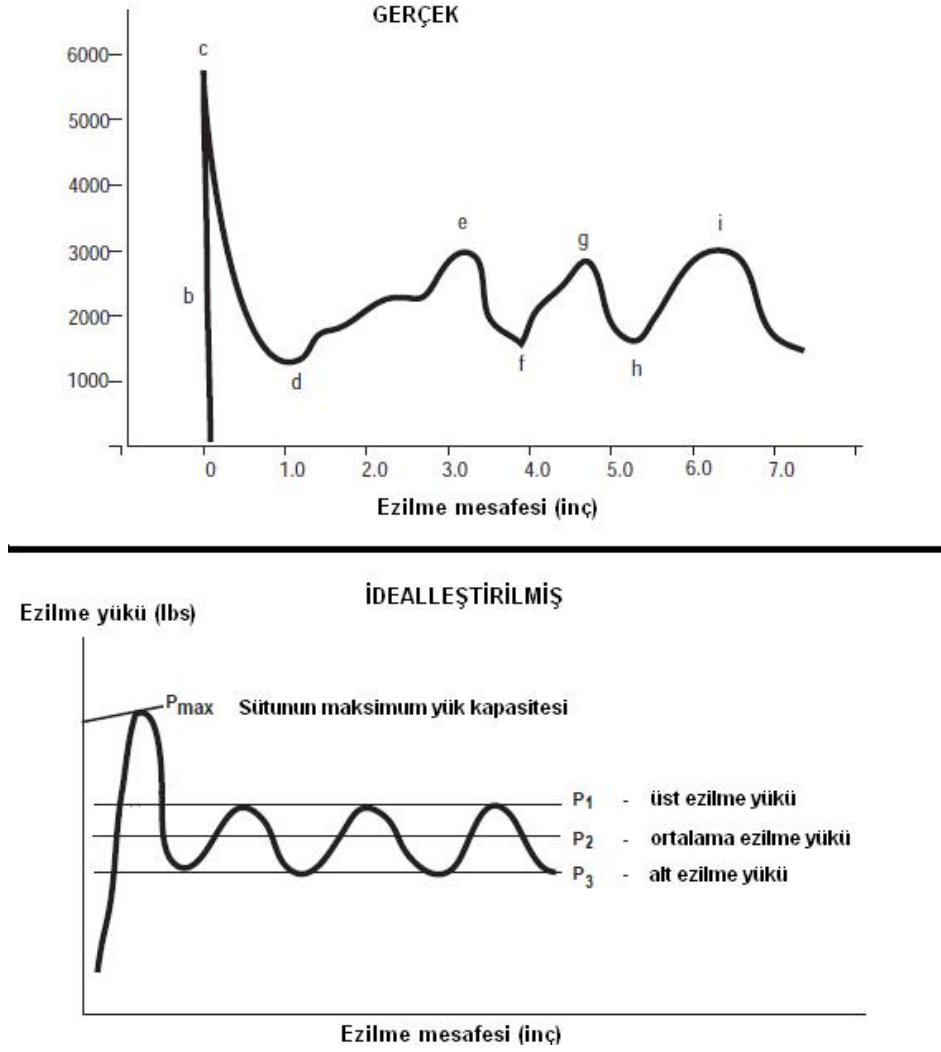 GERÇEK
6000
c
5000
4000
3000
e
g
i
b
2000
1000
d
f
h
0 1.0 2.0 3.0 4.0 5.0 6.0 7.0
Ezilme mesafesi (inç)
İDEALLEŞTİRİLMİŞ
Ezilme yükü (lbs)
Pmax Sütunun maksimum yük kapasitesi
P1 - üst ezilme yükü
P2 - ortalama ezilme yükü
P3 - alt ezilme yükü
Ezilme mesafesi (inç)